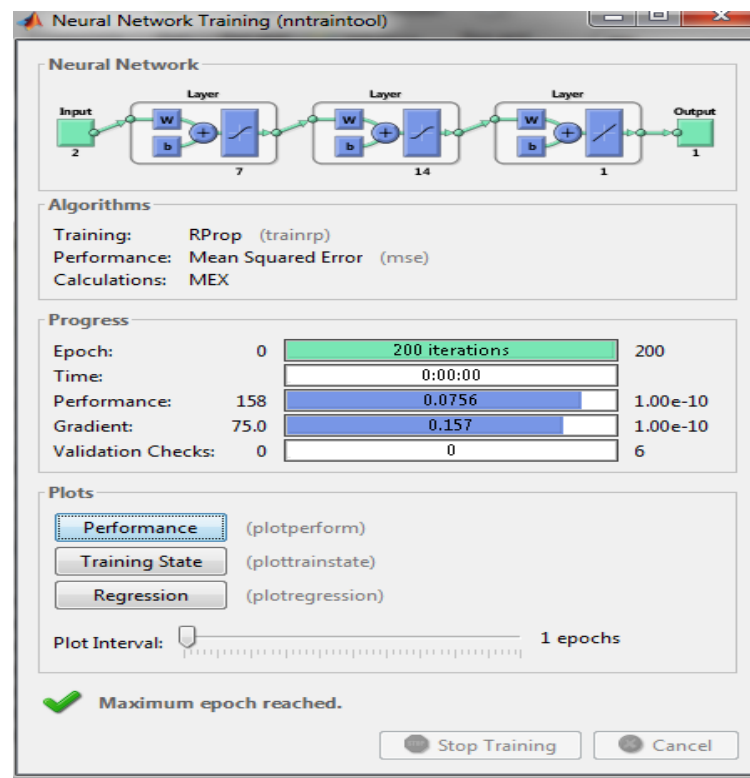 Neural Network Training (nntraintool)
Neural Network
Layer Layer Layer
Input W W W Output
b b b
2 7 14 1 1
Algorithms
Training: RProp (trainrp)
Performance: Mean Squared Error (mse)
Calculations: MEX
Progress
Epoch: 0 200 iterations 200
Time: 0:00:00
Performance: 158 0.0756 1.00e-10
Gradient: 75.0 0.157 1.00e-10
Validation Checks: 0 0 6
Plots
Performance (plotperform)
Training State (plottrainstate)
Regression (plotregression)
Plot Interval: 1 epochs
Maximum epoch reached.
Stop Training Cancel